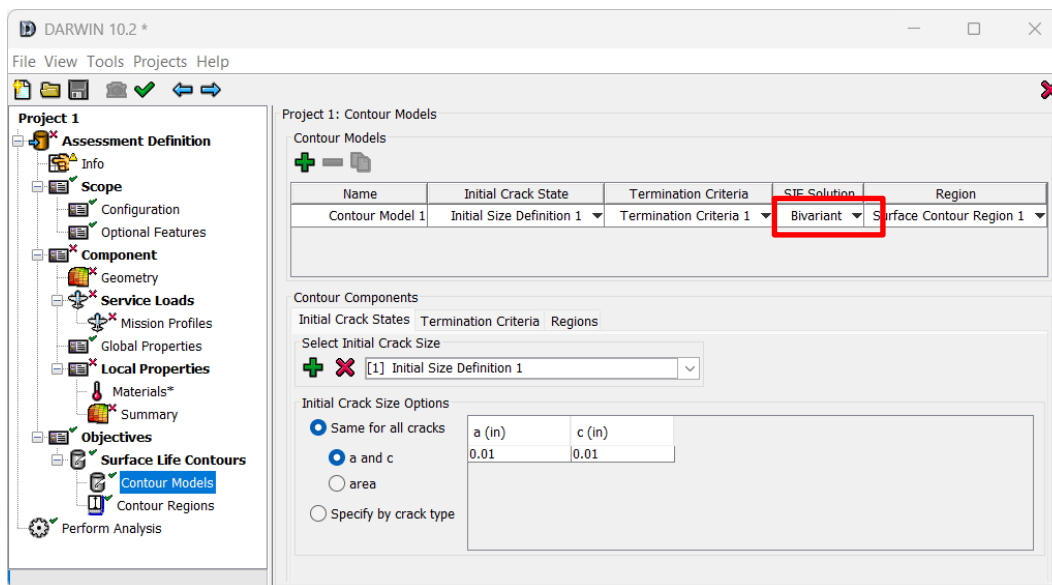 DARWIN 10.2 *
File View Tools Projects Help
Project 1
Assessment Definition
Info
Scope
Configuration
Optional Features
Component
Geometry
Service Loads
Mission Profiles
Global Properties
Local Properties
Materials*
Summary
Objectives
Surface Life Contours
Contour Models
Contour Regions
Perform Analysis
Project 1: Contour Models
Contour Models
Name Initial Crack State Termination Criteria SIF Solution Region
Contour Model 1 Initial Size Definition 1 Termination Criteria 1 Bivariant Surface Contour Region 1
Contour Components
Initial Crack States Termination Criteria Regions
Select Initial Crack Size
[1] Initial Size Definition 1
Initial Crack Size Options
Same for all cracks
a and c
area
Specify by crack type
a (in) c (in)
0.01 0.01